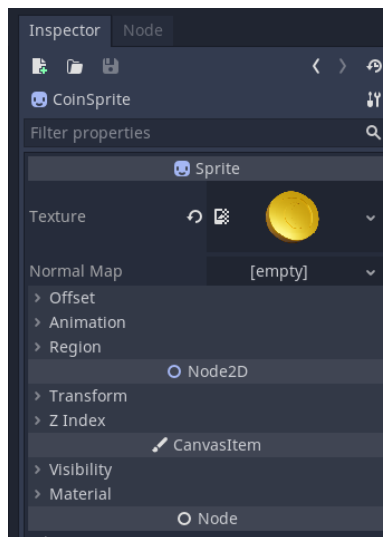 Inspector Node
CoinSprite
Filter properties
Sprite
Texture
Normal Map [empty]
Offset
Animation
Region
Node2D
Transform
Z Index
CanvasItem
Visibility
Material
Node